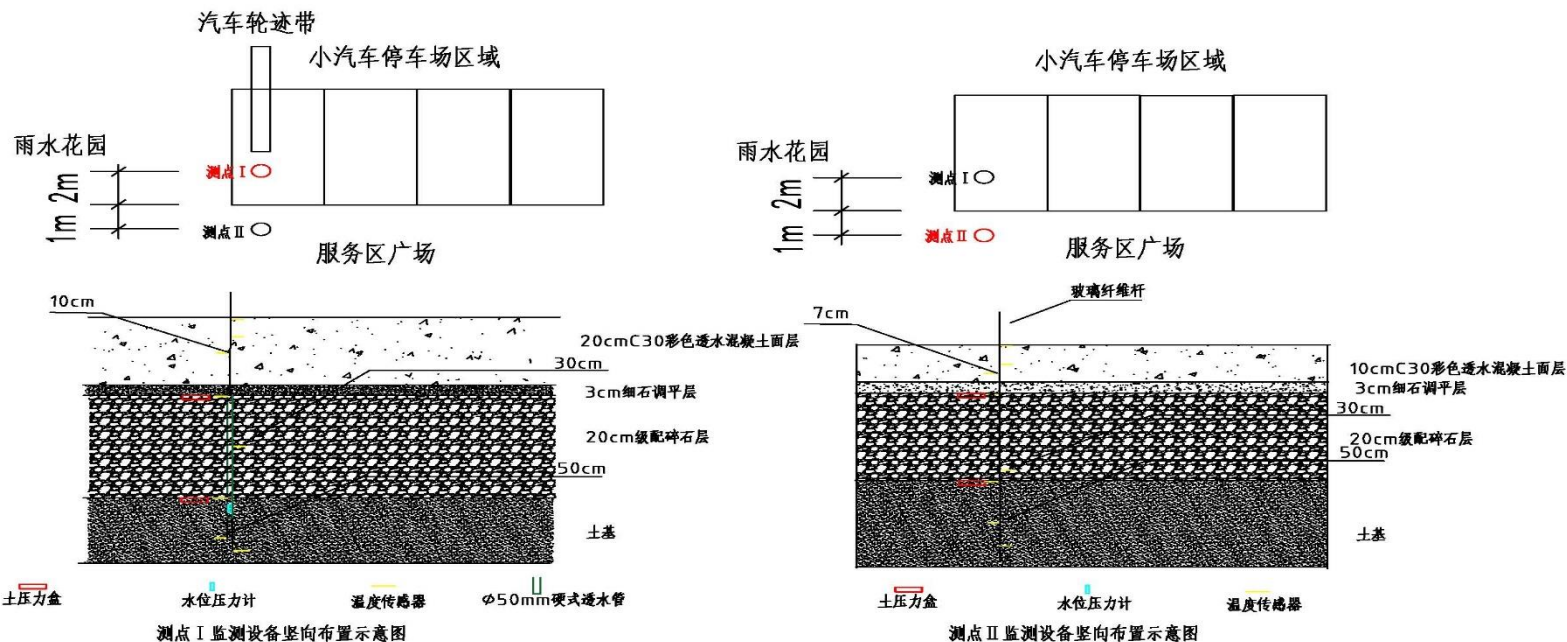 汽车轮迹带
小汽车停车场区域
雨水花园
测点Ⅰ
2m
1m
测点Ⅱ
服务区广场
10cm
20cmC30彩色透水混凝土面层
30cm
3cm细石调平层
20cm级配碎石层
50cm
土基
土压力盒
水位压力计
温度传感器
Φ50mm硬式透水管
测点Ⅰ监测设备竖向布置示意图
小汽车停车场区域
雨水花园
测点Ⅰ
2m
1m
测点Ⅱ
服务区广场
玻璃纤维杆
7cm
10cmC30彩色透水混凝土面层
3cm细石调平层
30cm
20cm级配碎石层
50cm
土基
土压力盒
水位压力计
温度传感器
测点Ⅱ监测设备竖向布置示意图